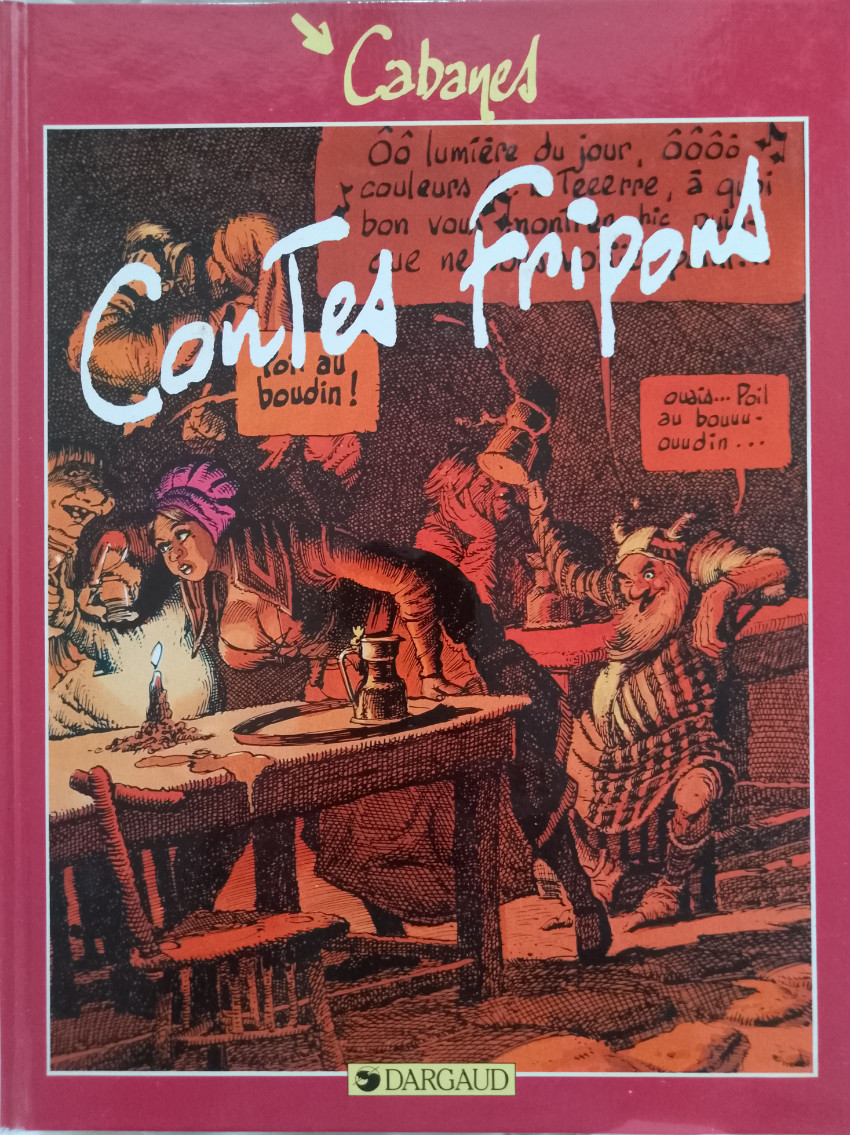 Cabanes
Ôô lumière du jour, Ôôôô
couleurs de Teeerre, à quoi
bon vous montrer hic
que ne
Contes Fripons
Poil au
boudin!
ouais... Poil
au bouuu-
ouudin...
DARGAUD